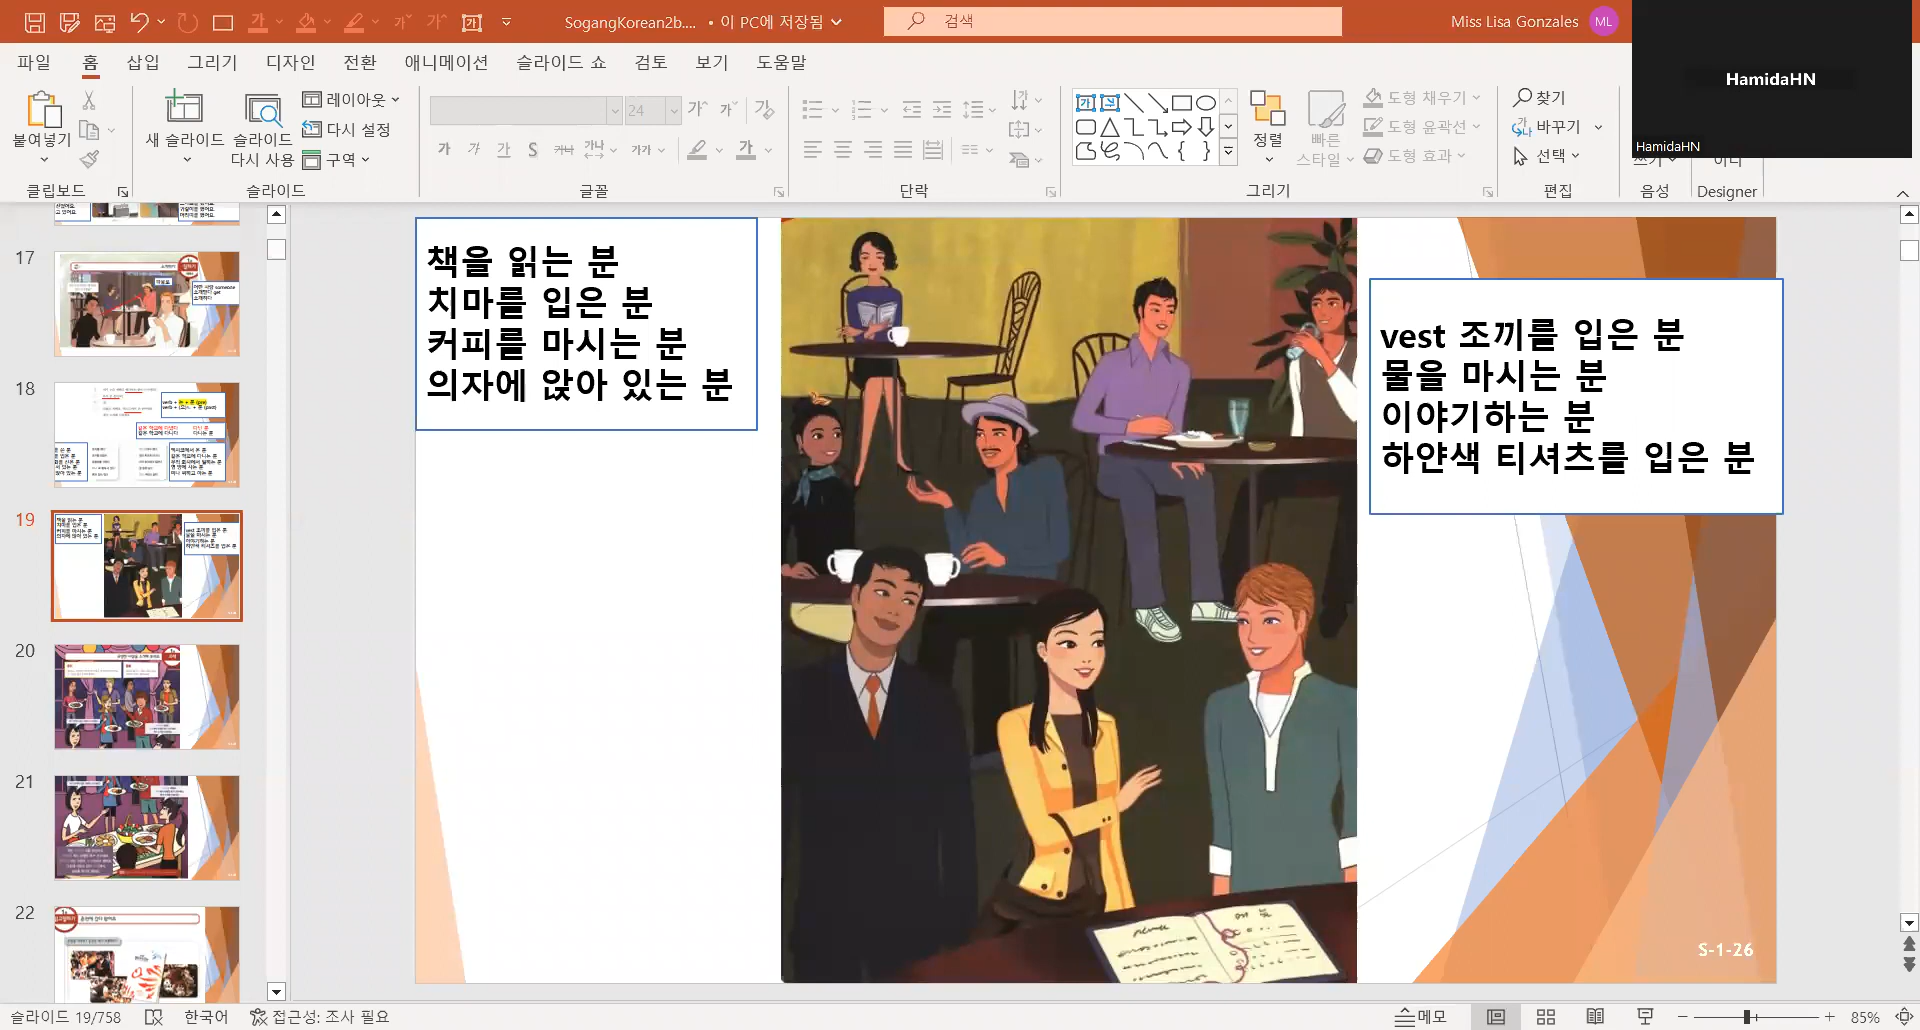 SogangKorean2b.... • 이 PC에 저장됨
검색
Miss Lisa Gonzales
ML
HamidaHN
HamidaHN
파일 홈 삽입 그리기 디자인 전환 애니메이션 슬라이드 쇼 검토 보기 도움말
붙여넣기
새 슬라이드
슬라이드
다시 사용
레이아웃
다시 설정
구역
24
정렬
빠른
스타일
도형 채우기
도형 윤곽선
도형 효과
찾기
바꾸기
선택
클립보드
슬라이드
글꼴
단락
그리기
편집
음성
Designer
17
18
19
20
21
22
책을 읽는 분
치마를 입은 분
커피를 마시는 분
의자에 앉아 있는 분
vest 조끼를 입은 분
물을 마시는 분
이야기하는 분
하얀색 티셔츠를 입은 분
S-1-26
슬라이드 19/758
한국어
접근성: 조사 필요
메모
85%